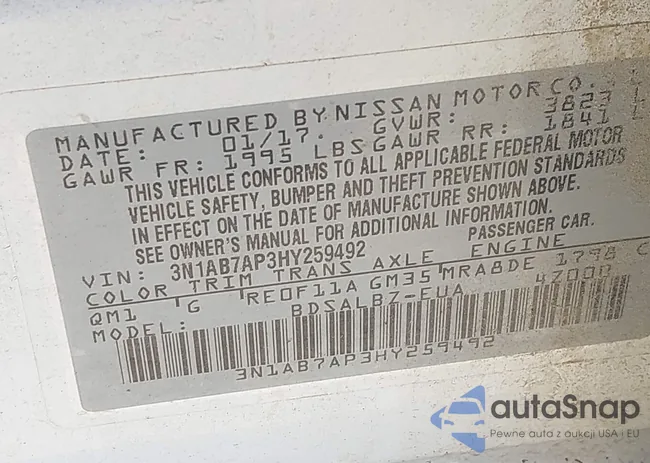 MANUFACTURED BY NISSAN MOTOR CO.
DATE: 01/17. GVWR: 3823
GAWR FR: 1995 LBS GAWR RR: 1841
THIS VEHICLE CONFORMS TO ALL APPLICABLE FEDERAL MOTOR
VEHICLE SAFETY, BUMPER AND THEFT PREVENTION STANDARDS
IN EFFECT ON THE DATE OF MANUFACTURE SHOWN ABOVE.
SEE OWNER'S MANUAL FOR ADDITIONAL INFORMATION.
VIN: 3N1AB7AP3HY259492 PASSENGER CAR.
COLOR TRIM TRANS AXLE ENGINE
QM1 G RE0F11A GM35 MRA8DE 1798 C
MODEL: BDSALBZ-EUA
3N1AB7AP3HY259492
autaSnap
Pewne auta z aukcji USA i EU